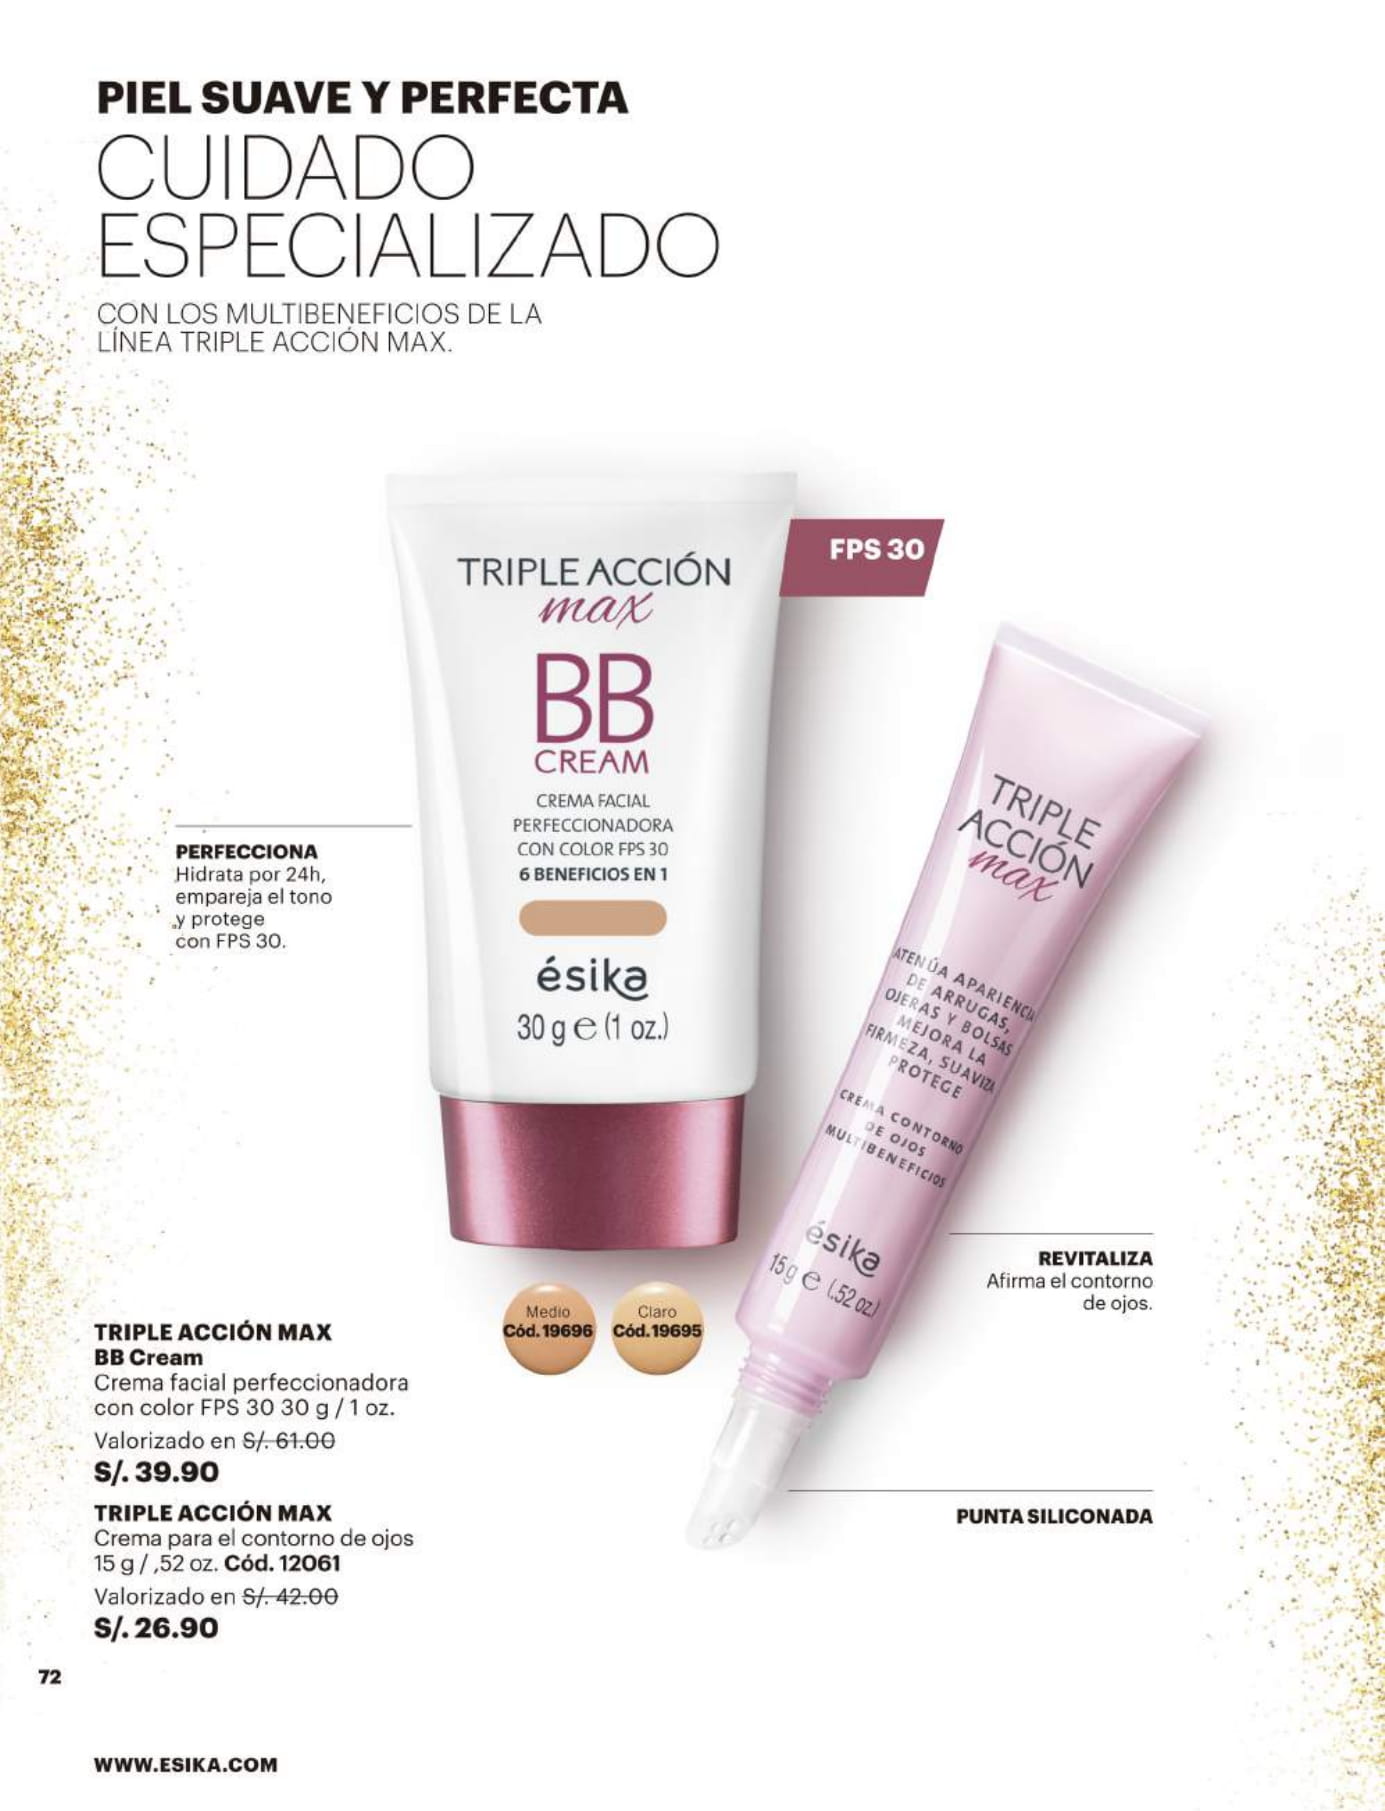 PIEL SUAVE Y PERFECTA
CUIDADO
ESPECIALIZADO
CON LOS MULTIBENEFICIOS DE LA
LÍNEA TRIPLE ACCIÓN MAX.
FPS 30
TRIPLE ACCIÓN
max
BB
CREAM
CREMA FACIAL
PERFECCIONADORA
CON COLOR FPS 30
6 BENEFICIOS EN 1
ésika
30 g e (1 oz.)
PERFECCIONA
Hidrata por 24h,
empareja el tono
y protege
con FPS 30.
TRIPLE
ACCIÓN
max
ATENÚA APARIENCIA
DE ARRUGAS,
OJERAS Y BOLSAS
MEJORA LA
FIRMEZA, SUAVIZA
PROTEGE
CREMA CONTORNO
DE OJOS
MULTIBENEFICIOS
ésika
15g e (.52 oz.)
REVITALIZA
Afirma el contorno
de ojos.
Medio
Cód. 19696
Claro
Cód. 19695
PUNTA SILICONADA
TRIPLE ACCIÓN MAX
BB Cream
Crema facial perfeccionadora
con color FPS 30 30 g / 1 oz.
Valorizado en S/. 61.00
S/. 39.90
TRIPLE ACCIÓN MAX
Crema para el contorno de ojos
15 g / ,52 oz. Cód. 12061
Valorizado en S/. 42.00
S/. 26.90
72
WWW.ESIKA.COM